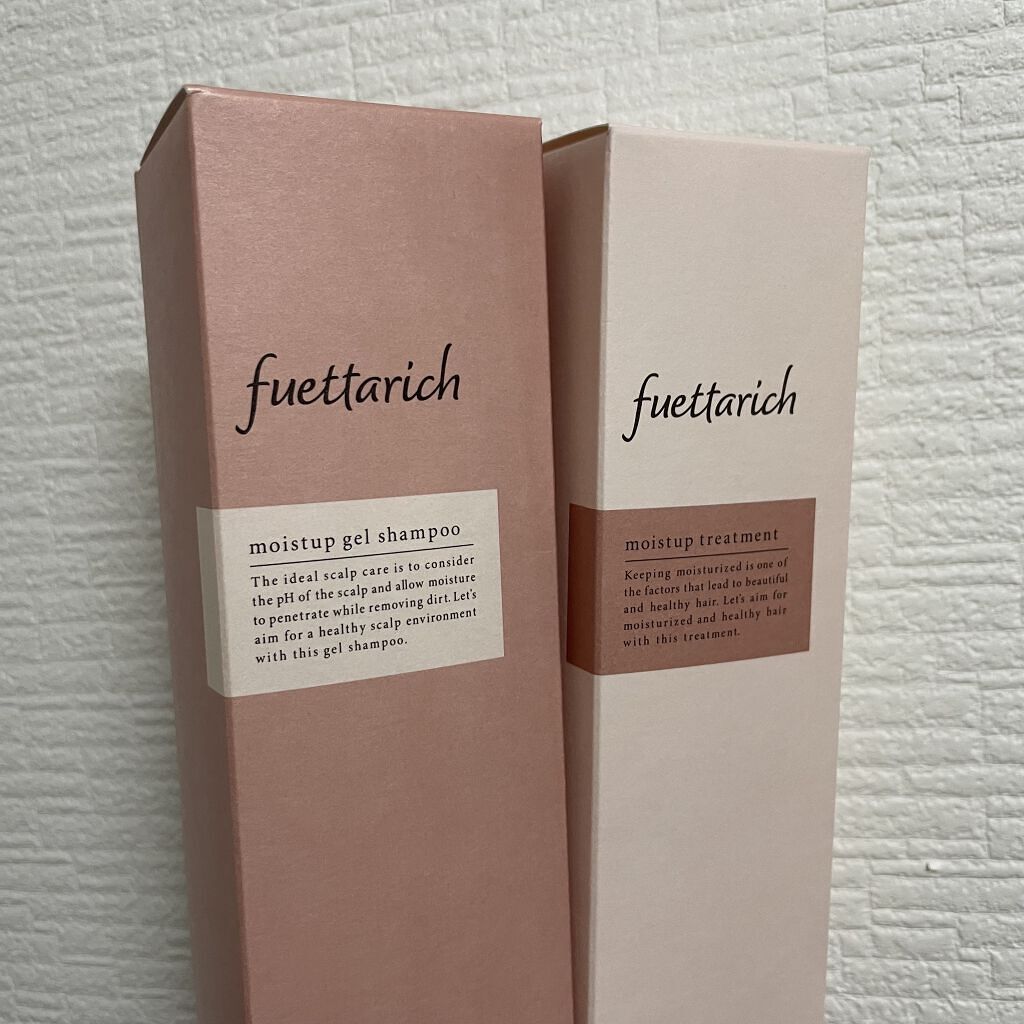 fuettarich
moistup gel shampoo
The ideal scalp care is to consider
the pH of the scalp and allow moisture
to penetrate while removing dirt. Let's
aim for a healthy scalp environment
with this gel shampoo.
fuettarich
moistup treatment
Keeping moisturized is one of
the factors that lead to beautiful
and healthy hair. Let's aim for
moisturized and healthy hair
with this treatment.